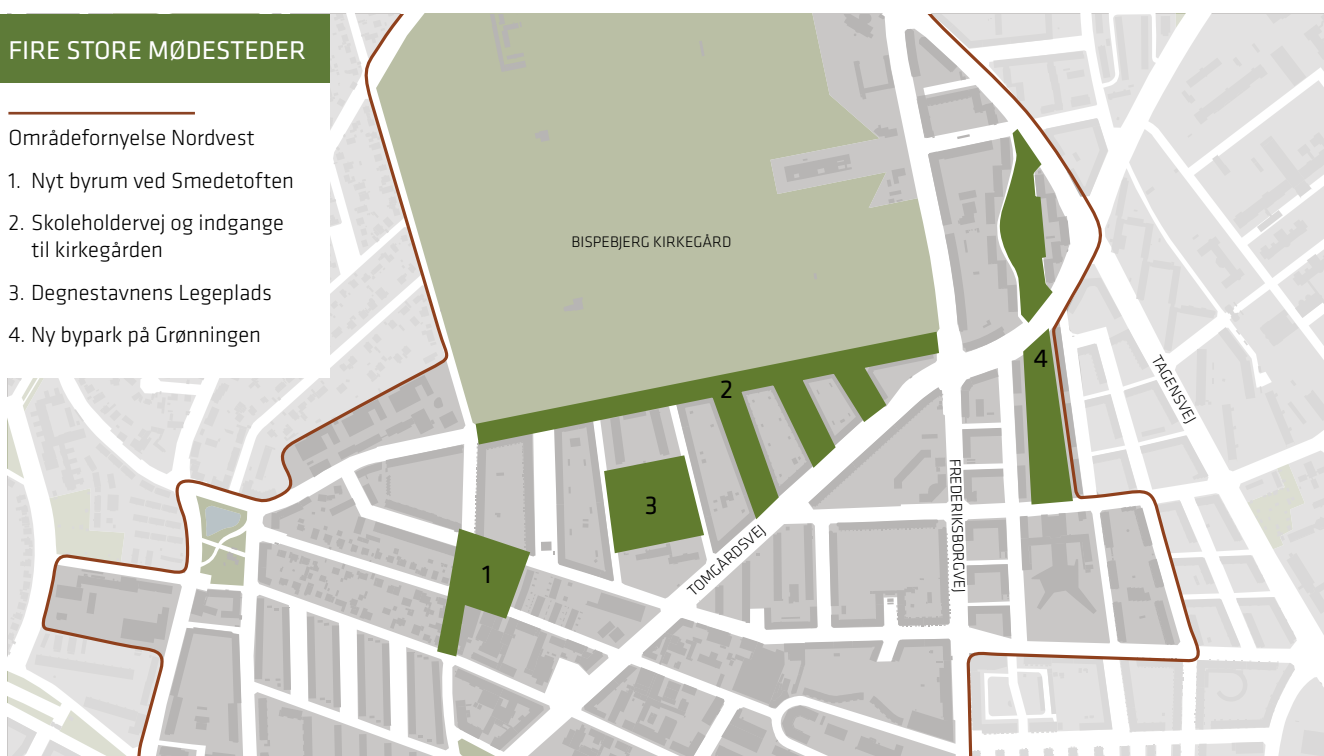 FIRE STORE MØDESTEDER
Områdefornyelse Nordvest
1. Nyt byrum ved Smedetoften
2. Skoleholdervej og indgange
til kirkegården
3. Degnestavnens Legeplads
4. Ny bypark på Grønningen
BISPEBJERG KIRKEGÅRD
4
TAGENSVEJ
2
FREDERIKSBORGVEJ
3
TOMGÅRDSVEJ
1